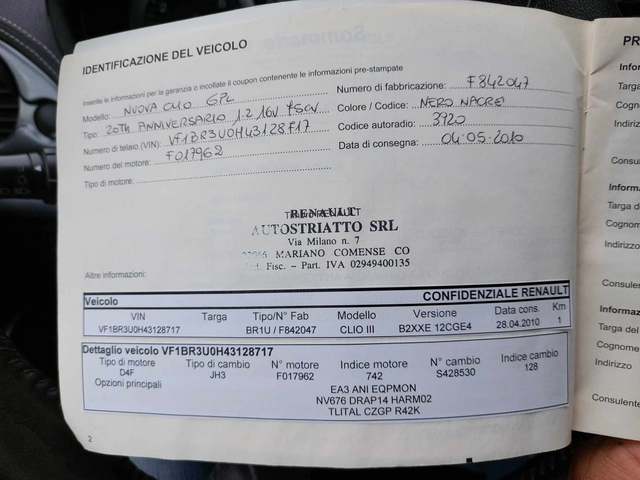 IDENTIFICAZIONE DEL VEICOLO
Inserite le informazioni per la garanzia o incollate il coupon contenente le informazioni pre-stampate
Modello: NUOVA CLIO GPL
Tipo: 20TH ANNIVERSARIO 1.2 16V 75CV
Numero di telaio (VIN): VF1BR3U0H43128717
Numero del motore: F017962
Tipo di motore:
Numero di fabbricazione: F842047
Colore / Codice: NERO NACRE'
Codice autoradio: 3920
Data di consegna: 04.05.2010
RENAULT
AUTOSTRIATTO SRL
Via Milano n. 7
MARIANO COMENSE CO
Fisc. - Part. IVA 02949400135
Altre informazioni:
Veicolo CONFIDENZIALE RENAULT
VIN Targa Tipo/N° Fab Modello Versione Data cons. Km
VF1BR3U0H43128717 BR1U / F842047 CLIO III B2XXE 12CGE4 28.04.2010 1
Dettaglio veicolo VF1BR3U0H43128717
Tipo di motore Tipo di cambio N° motore Indice motore N° cambio Indice cambio
D4F JH3 F017962 742 S428530 128
Opzioni principali EA3 ANI EQPMON
NV676 DRAP14 HARM02
TLITAL CZGP R42K
2
PR
Inform
Targa d
Cognom
Indirizzo
Consulen
Informaz
Targa del
Cognome
Indirizzo
Consulente